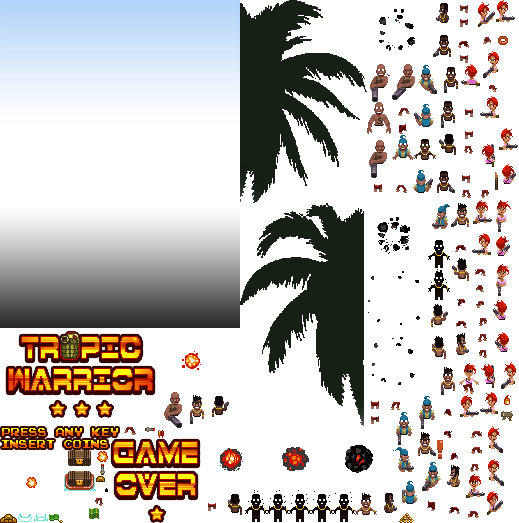 TROPIC
WARRIOR
PRESS ANY KEY
INSERT COINS
GAME
OVER